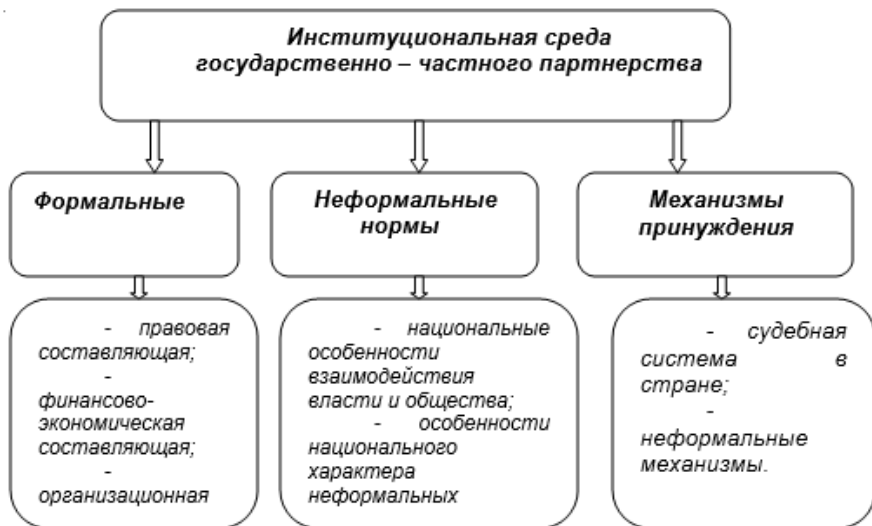 Институциональная среда
государственно – частного партнерства
Формальные
Неформальные
нормы
Механизмы
принуждения
- правовая
составляющая;
-
финансово-
экономическая
составляющая;
-
организационная
- национальные
особенности
взаимодействия
власти и общества;
- особенности
национального
характера
неформальных
- судебная
система в
стране;
-
неформальные
механизмы.